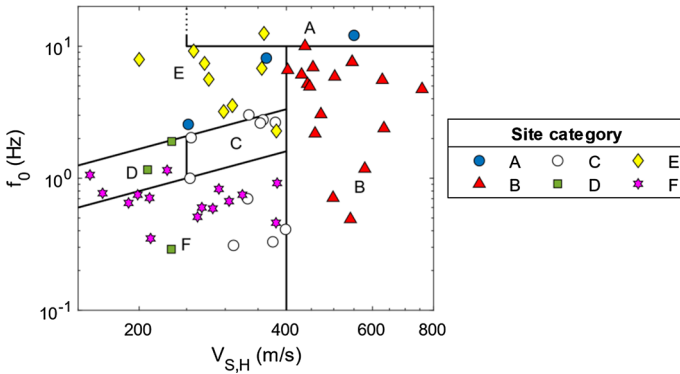 f₀ (Hz)
10¹
10⁰
10⁻¹
A
E
C
D
B
F
200
400
600
800
V_S,H (m/s)
Site category
A
C
E
B
D
F